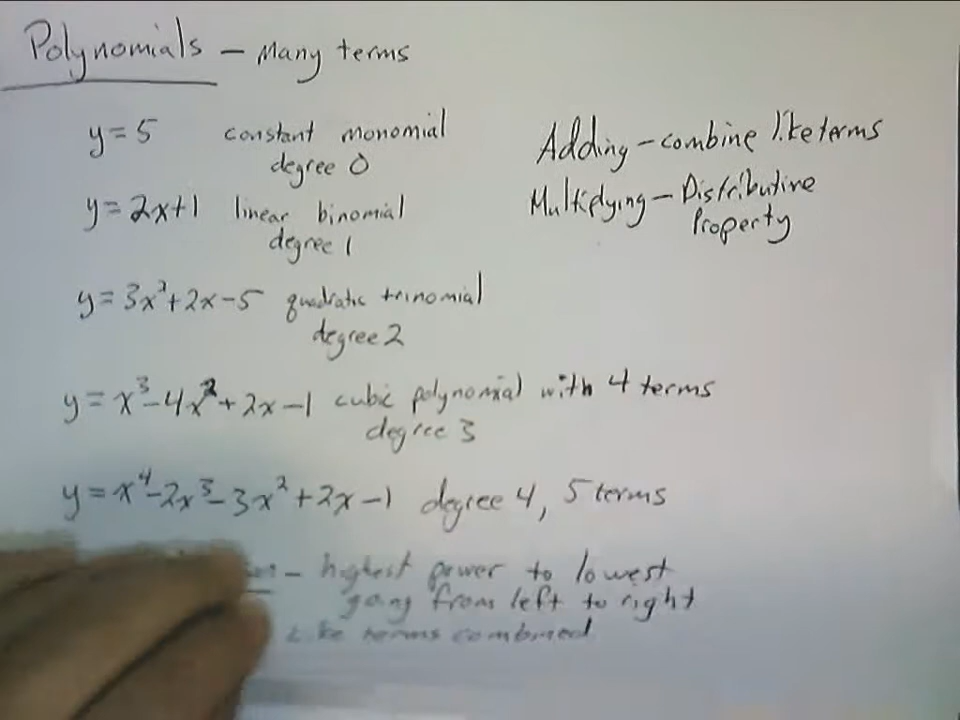 Polynomials - Many terms
y = 5 constant monomial
degree 0
y = 2x+1 linear binomial
degree 1
y = 3x²+2x-5 quadratic trinomial
degree 2
y = x³-4x²+2x-1 cubic polynomial with 4 terms
degree 3
y = x⁴-2x³-3x²+2x-1 degree 4, 5 terms
- highest power to lowest
going from left to right
Like terms combined
Adding - combine like terms
Multiplying - Distributive
Property